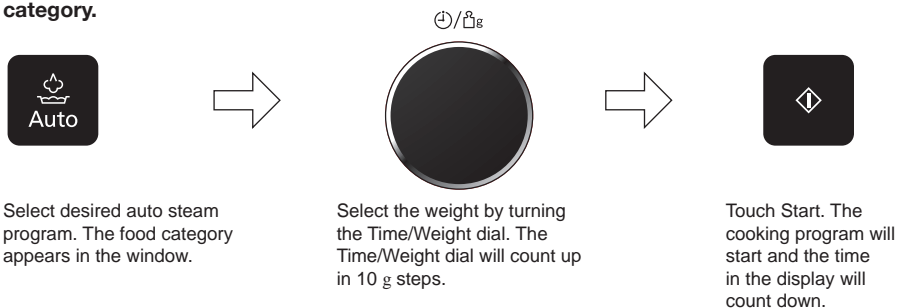 category.
/g
Auto
Select desired auto steam
program. The food category
appears in the window.
Select the weight by turning
the Time/Weight dial. The
Time/Weight dial will count up
in 10 g steps.
Touch Start. The
cooking program will
start and the time
in the display will
count down.